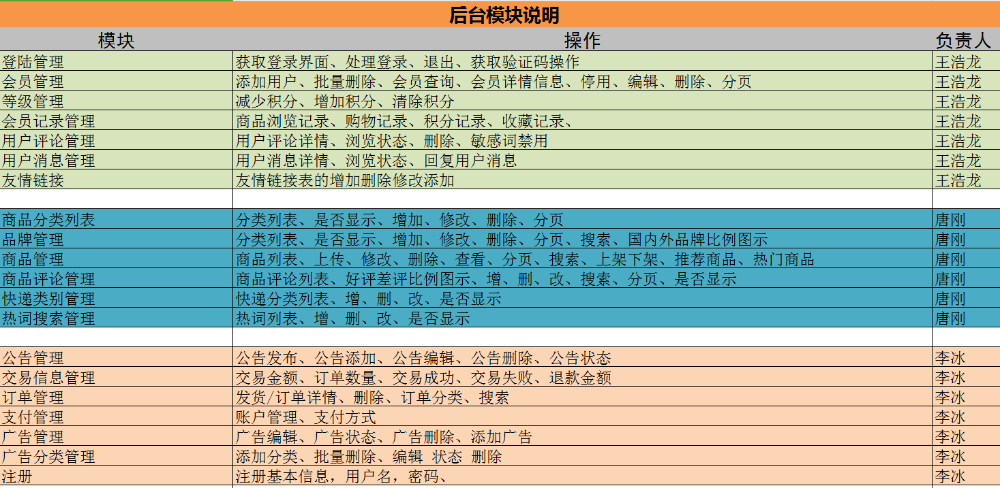 后台模块说明
模块 操作 负责人
登陆管理 获取登录界面、处理登录、退出、获取验证码操作 王浩龙
会员管理 添加用户、批量删除、会员查询、会员详情信息、停用、编辑、删除、分页 王浩龙
等级管理 减少积分、增加积分、清除积分 王浩龙
会员记录管理 商品浏览记录、购物记录、积分记录、收藏记录、 王浩龙
用户评论管理 用户评论详情、浏览状态、删除、敏感词禁用 王浩龙
用户消息管理 用户消息详情、浏览状态、回复用户消息 王浩龙
友情链接 友情链接表的增加删除修改添加 王浩龙
商品分类列表 分类列表、是否显示、增加、修改、删除、分页 唐刚
品牌管理 分类列表、是否显示、增加、修改、删除、分页、搜索、国内外品牌比例图示 唐刚
商品管理 商品列表、上传、修改、删除、查看、分页、搜索、上架下架、推荐商品、热门商品 唐刚
商品评论管理 商品评论列表、好评差评比例图示、增、删、改、搜索、分页、是否显示 唐刚
快递类别管理 快递分类列表、增、删、改、是否显示 唐刚
热词搜索管理 热词列表、增、删、改、是否显示 唐刚
公告管理 公告发布、公告添加、公告编辑、公告删除、公告状态 李冰
交易信息管理 交易金额、订单数量、交易成功、交易失败、退款金额 李冰
订单管理 发货/订单详情、删除、订单分类、搜索 李冰
支付管理 账户管理、支付方式 李冰
广告管理 广告编辑、广告状态、广告删除、添加广告 李冰
广告分类管理 添加分类、批量删除、编辑 状态 删除 李冰
注册 注册基本信息，用户名，密码、 李冰